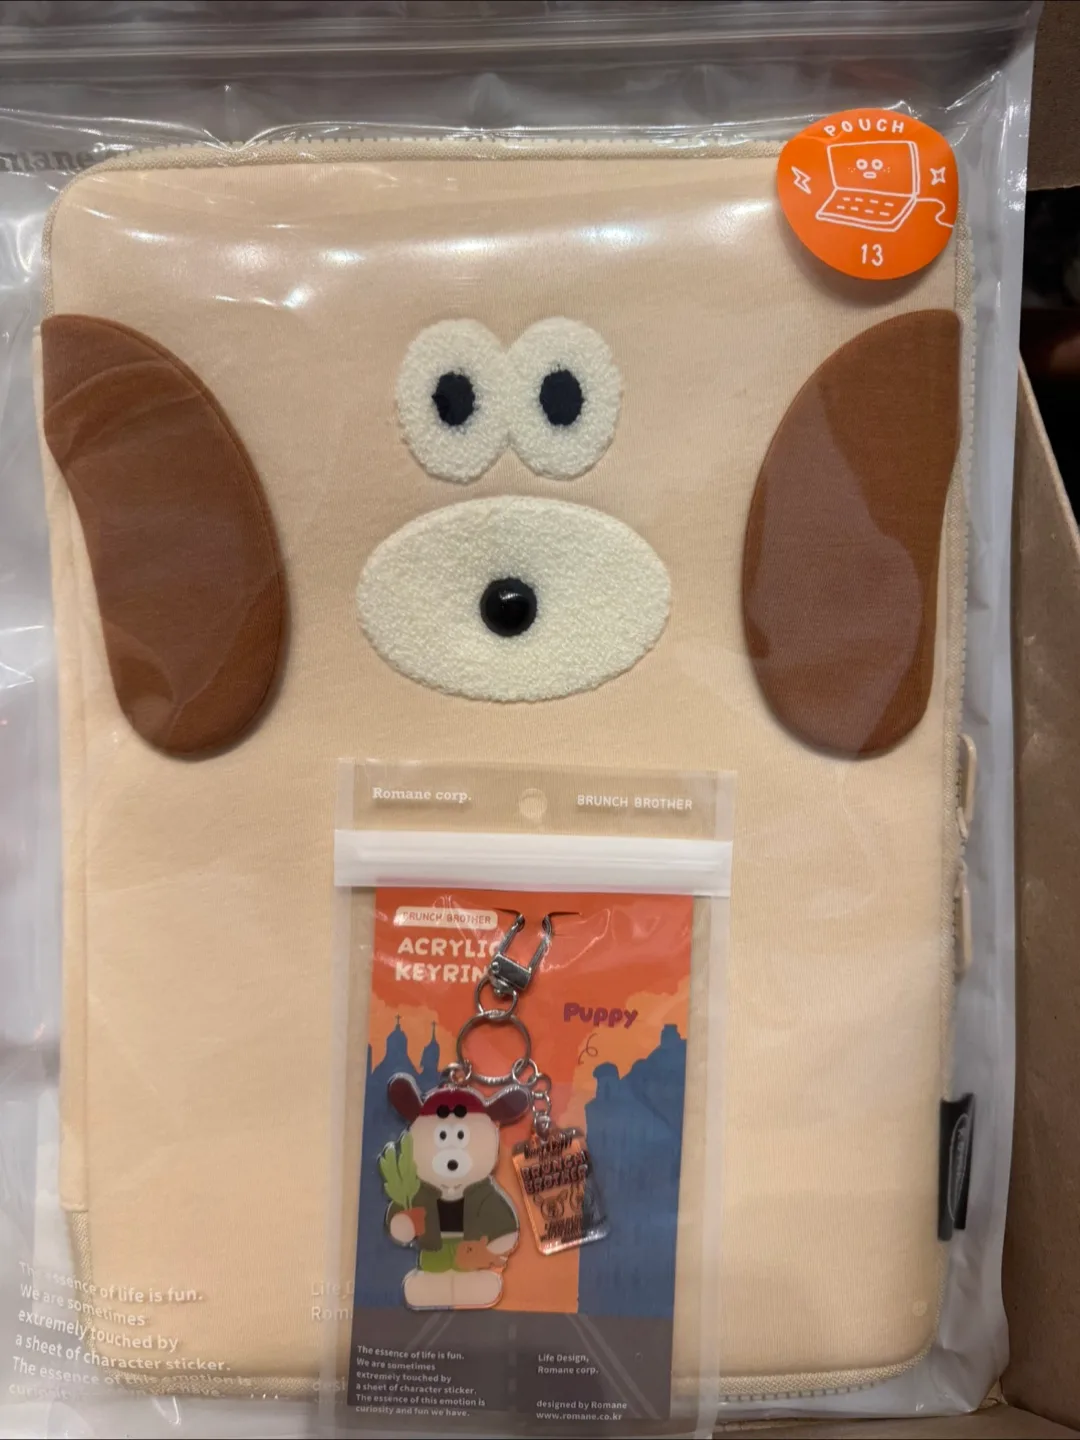 POUCH
13
Romane corp.
BRUNCH BROTHER
BRUNCH BROTHER
ACRYLIC
KEYRIN
Puppy
BRUNCH
BROTHER
The essence of life is fun.
We are sometimes
extremely touched by
a sheet of character sticker.
The essence of this emotion is
The essence of life is fun.
We are sometimes
extremely touched by
a sheet of character sticker.
The essence of this emotion is
curiosity and fun we have.
Life Design,
Romane corp.
designed by Romane
www.romane.co.kr